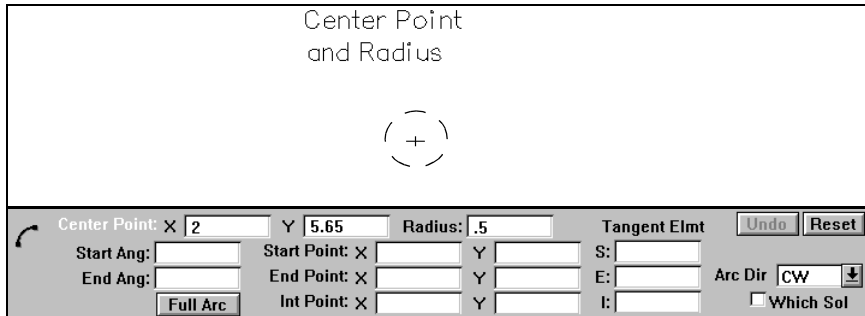 Center Point
and Radius
Center Point: X 2 Y 5.65 Radius: .5 Tangent Elmt Undo Reset
Start Ang: Start Point: X Y S:
End Ang: End Point: X Y E: Arc Dir CW
Full Arc Int Point: X Y I: Which Sol